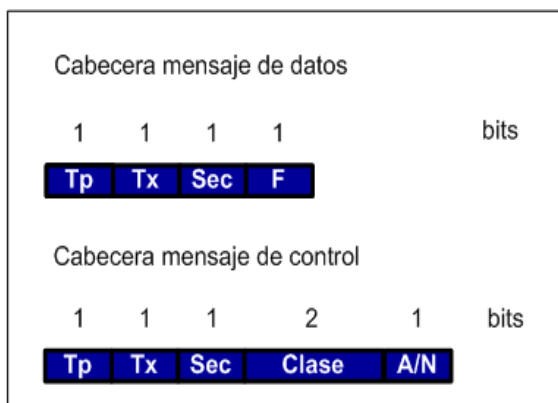 Cabecera mensaje de datos
1 1 1 1 bits
Tp Tx Sec F
Cabecera mensaje de control
1 1 1 2 1 bits
Tp Tx Sec Clase A/N